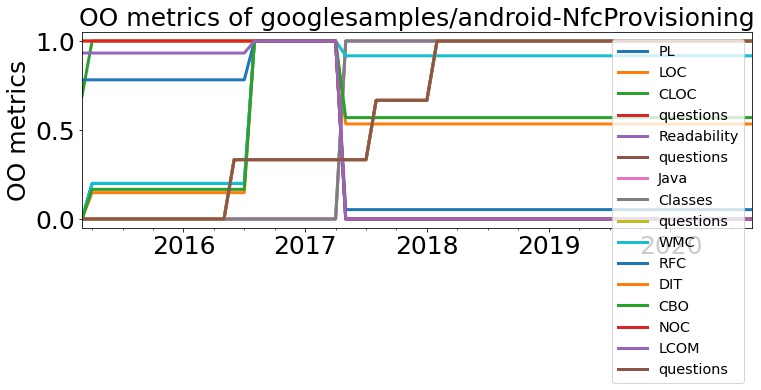 OO metrics of googlesamples/android-NfcProvisioning
OO metrics
1.0
0.5
0.0
2016
2017
2018
2019
2020
PL
LOC
CLOC
questions
Readability
questions
Java
Classes
questions
WMC
RFC
DIT
CBO
NOC
LCOM
questions